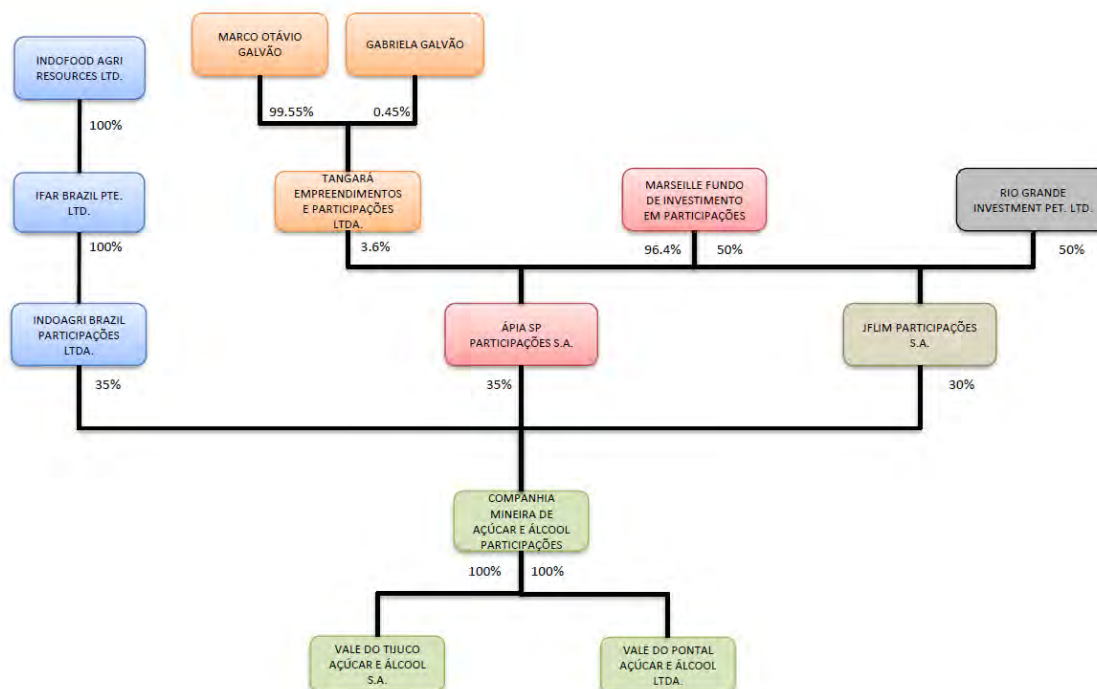 MARCO OTÁVIO
GALVÃO
GABRIELA GALVÃO
INDOFOOD AGRI
RESOURCES LTD.
99.55%
0.45%
100%
IFAR BRAZIL PTE.
LTD.
TANGARÁ
EMPREENDIMENTOS
E PARTICIPAÇÕES
LTDA.
MARSEILLE FUNDO
DE INVESTIMENTO
EM PARTICIPAÇÕES
RIO GRANDE
INVESTMENT PET. LTD.
100%
3.6%
96.4%
50%
50%
INDOAGRI BRAZIL
PARTICIPAÇÕES
LTDA.
ÁPIA SP
PARTICIPAÇÕES S.A.
JFLIM PARTICIPAÇÕES
S.A.
35%
35%
30%
COMPANHIA
MINEIRA DE
AÇÚCAR E ÁLCOOL
PARTICIPAÇÕES
100%
100%
VALE DO TIJUCO
AÇÚCAR E ÁLCOOL
S.A.
VALE DO PONTAL
AÇÚCAR E ÁLCOOL
LTDA.